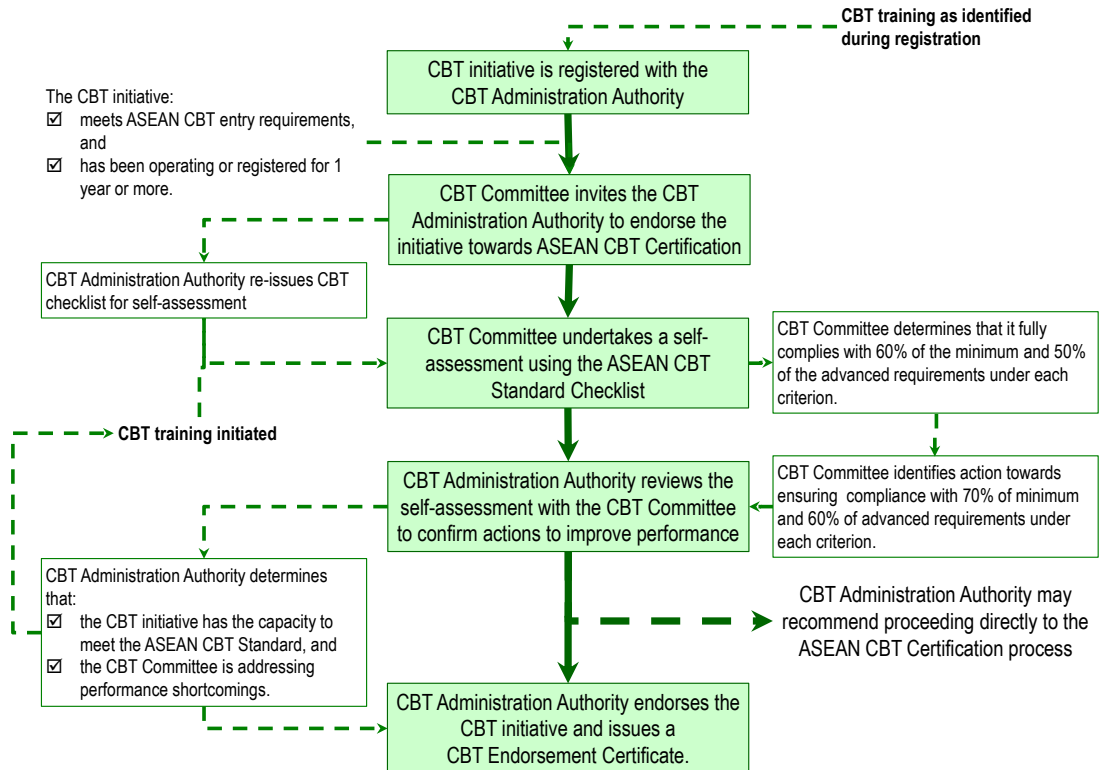 CBT training as identified
during registration
CBT initiative is registered with the
CBT Administration Authority
The CBT initiative:
☑ meets ASEAN CBT entry requirements,
and
☑ has been operating or registered for 1
year or more.
CBT Committee invites the CBT
Administration Authority to endorse the
initiative towards ASEAN CBT Certification
CBT Administration Authority re-issues CBT
checklist for self-assessment
CBT Committee undertakes a self-
assessment using the ASEAN CBT
Standard Checklist
CBT Committee determines that it fully
complies with 60% of the minimum and 50%
of the advanced requirements under each
criterion.
CBT training initiated
CBT Administration Authority reviews the
self-assessment with the CBT Committee
to confirm actions to improve performance
CBT Committee identifies action towards
ensuring compliance with 70% of minimum
and 60% of advanced requirements under
each criterion.
CBT Administration Authority determines
that:
☑ the CBT initiative has the capacity to
meet the ASEAN CBT Standard, and
☑ the CBT Committee is addressing
performance shortcomings.
CBT Administration Authority may
recommend proceeding directly to the
ASEAN CBT Certification process
CBT Administration Authority endorses the
CBT initiative and issues a
CBT Endorsement Certificate.